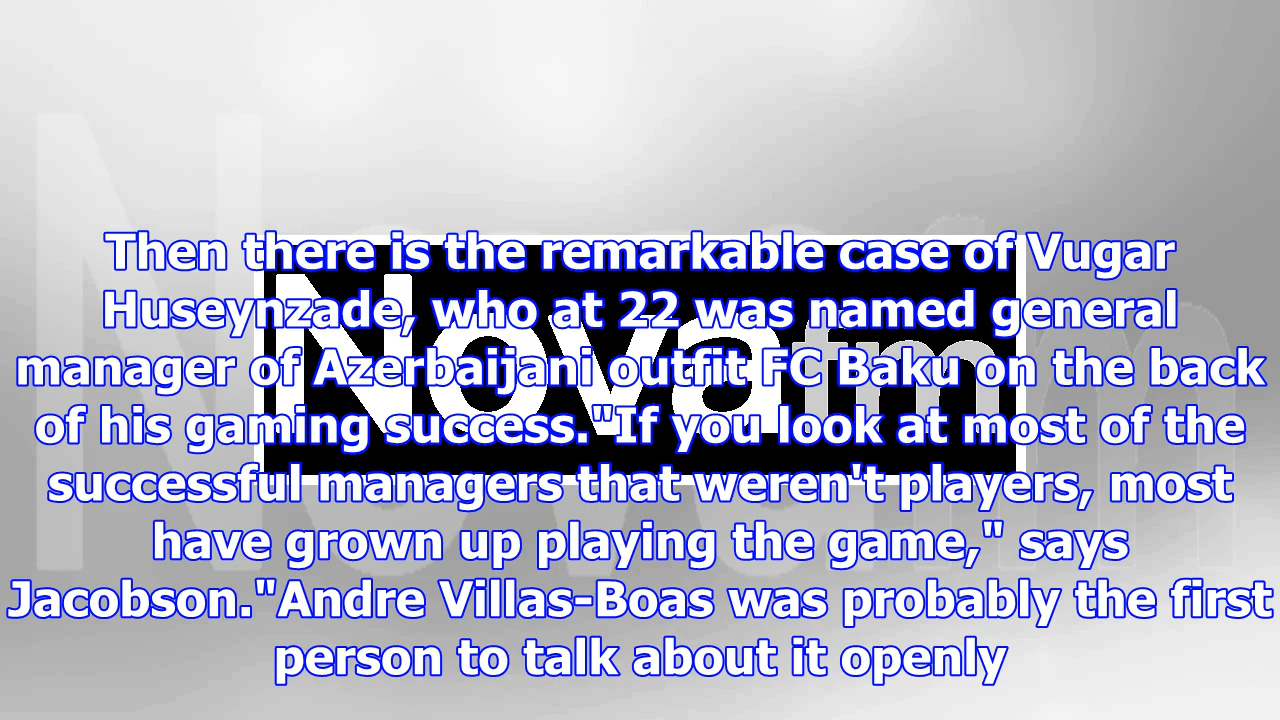 Then there is the remarkable case of Vugar
Huseynzade, who at 22 was named general
manager of Azerbaijani outfit FC Baku on the back
of his gaming success."If you look at most of the
successful managers that weren't players, most
have grown up playing the game," says
Jacobson."Andre Villas-Boas was probably the first
person to talk about it openly
Nova fm